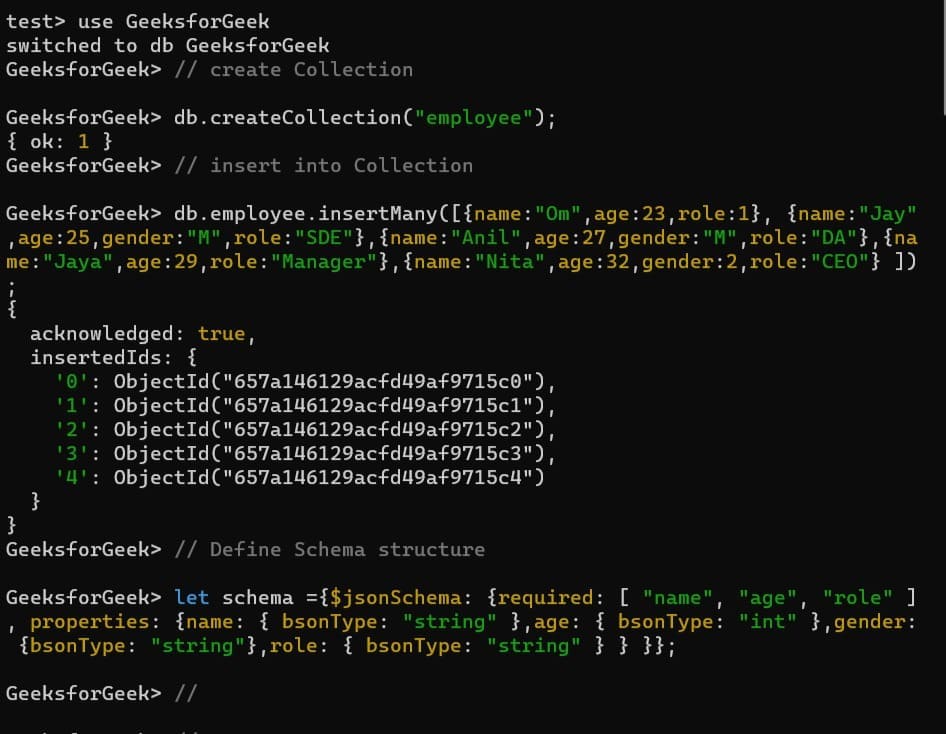 test> use GeeksforGeek
switched to db GeeksforGeek
GeeksforGeek> // create Collection
GeeksforGeek> db.createCollection("employee");
{ ok: 1 }
GeeksforGeek> // insert into Collection
GeeksforGeek> db.employee.insertMany([{name:"Om",age:23,role:1}, {name:"Jay"
,age:25,gender:"M",role:"SDE"},{name:"Anil",age:27,gender:"M",role:"DA"},{na
me:"Jaya",age:29,role:"Manager"},{name:"Nita",age:32,gender:2,role:"CEO"} ])
;
{
  acknowledged: true,
  insertedIds: {
    '0': ObjectId("657a146129acfd49af9715c0"),
    '1': ObjectId("657a146129acfd49af9715c1"),
    '2': ObjectId("657a146129acfd49af9715c2"),
    '3': ObjectId("657a146129acfd49af9715c3"),
    '4': ObjectId("657a146129acfd49af9715c4")
  }
}
GeeksforGeek> // Define Schema structure
GeeksforGeek> let schema ={$jsonSchema: {required: [ "name", "age", "role" ]
, properties: {name: { bsonType: "string" },age: { bsonType: "int" },gender:
 {bsonType: "string"},role: { bsonType: "string" } } }};
GeeksforGeek> //